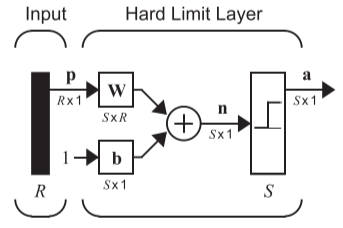 Input Hard Limit Layer
p a
R x 1 W n S x 1
S x R + S x 1
1 b
S x 1
R S